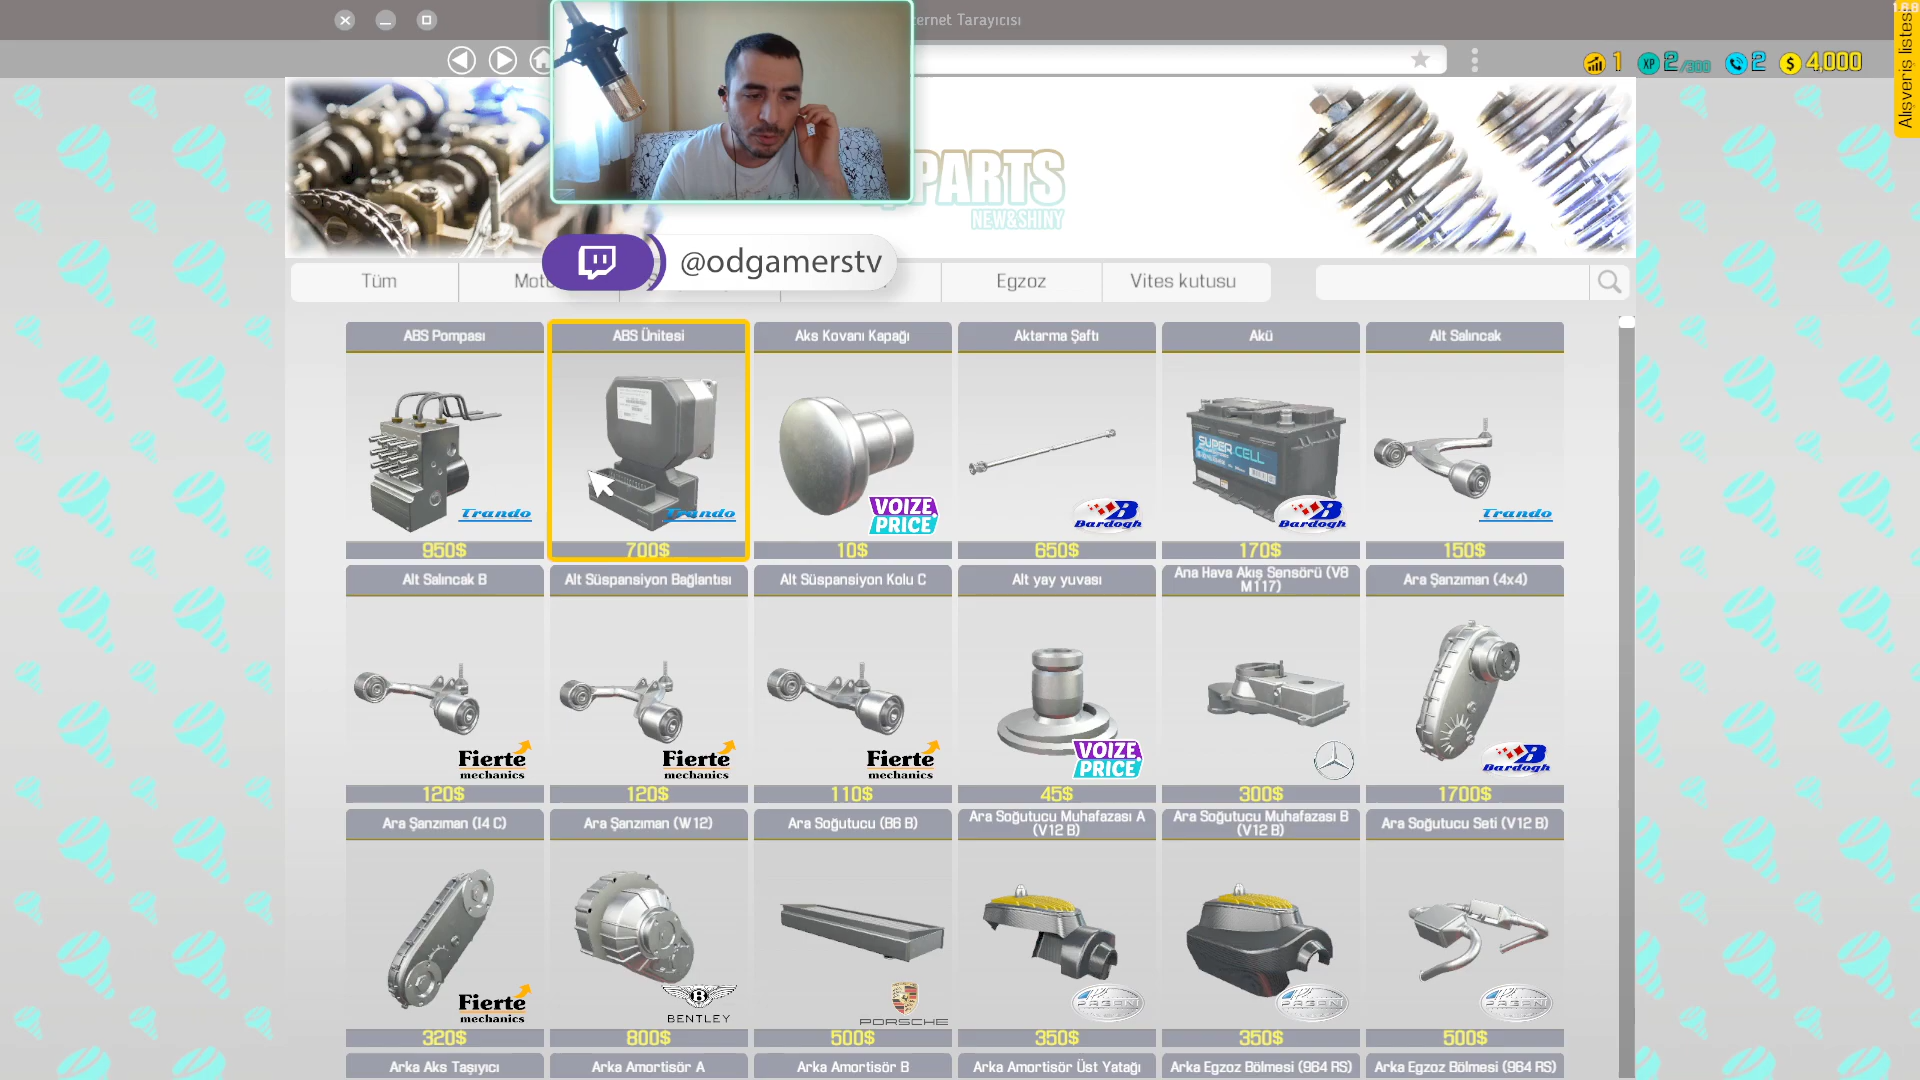 ernet Tarayıcısı
1 XP 2/300 2 $ 4,000
Alışveriş listesi
PARTS
NEW&SHINY
@odgamerstv
Tüm
Egzoz
Vites kutusu
ABS Pompası
ABS Ünitesi
Aks Kovanı Kapağı
Aktarma Şaftı
Akü
Alt Salıncak
Trando
Trando
VOIZE
PRICE
Bardogh
SUPER CELL
Bardogh
Trando
950$
700$
10$
650$
170$
150$
Alt Salıncak B
Alt Süspansiyon Bağlantısı
Alt Süspansiyon Kolu C
Alt yay yuvası
Ana Hava Akış Sensörü (V8
M117)
Ara Şanzıman (4x4)
Fierte
mechanics
Fierte
mechanics
Fierte
mechanics
VOIZE
PRICE
Bardogh
120$
120$
110$
45$
300$
1700$
Ara Şanzıman (I4 C)
Ara Şanzıman (W12)
Ara Soğutucu (B6 B)
Ara Soğutucu Muhafazası A
(V12 B)
Ara Soğutucu Muhafazası B
(V12 B)
Ara Soğutucu Seti (V12 B)
Fierte
mechanics
B
BENTLEY
PORSCHE
PAGANI
PAGANI
PAGANI
320$
800$
500$
350$
350$
500$
Arka Aks Taşıyıcı
Arka Amortisör A
Arka Amortisör B
Arka Amortisör Üst Yatağı
Arka Egzoz Bölmesi (964 RS)
Arka Egzoz Bölmesi (964 RS)